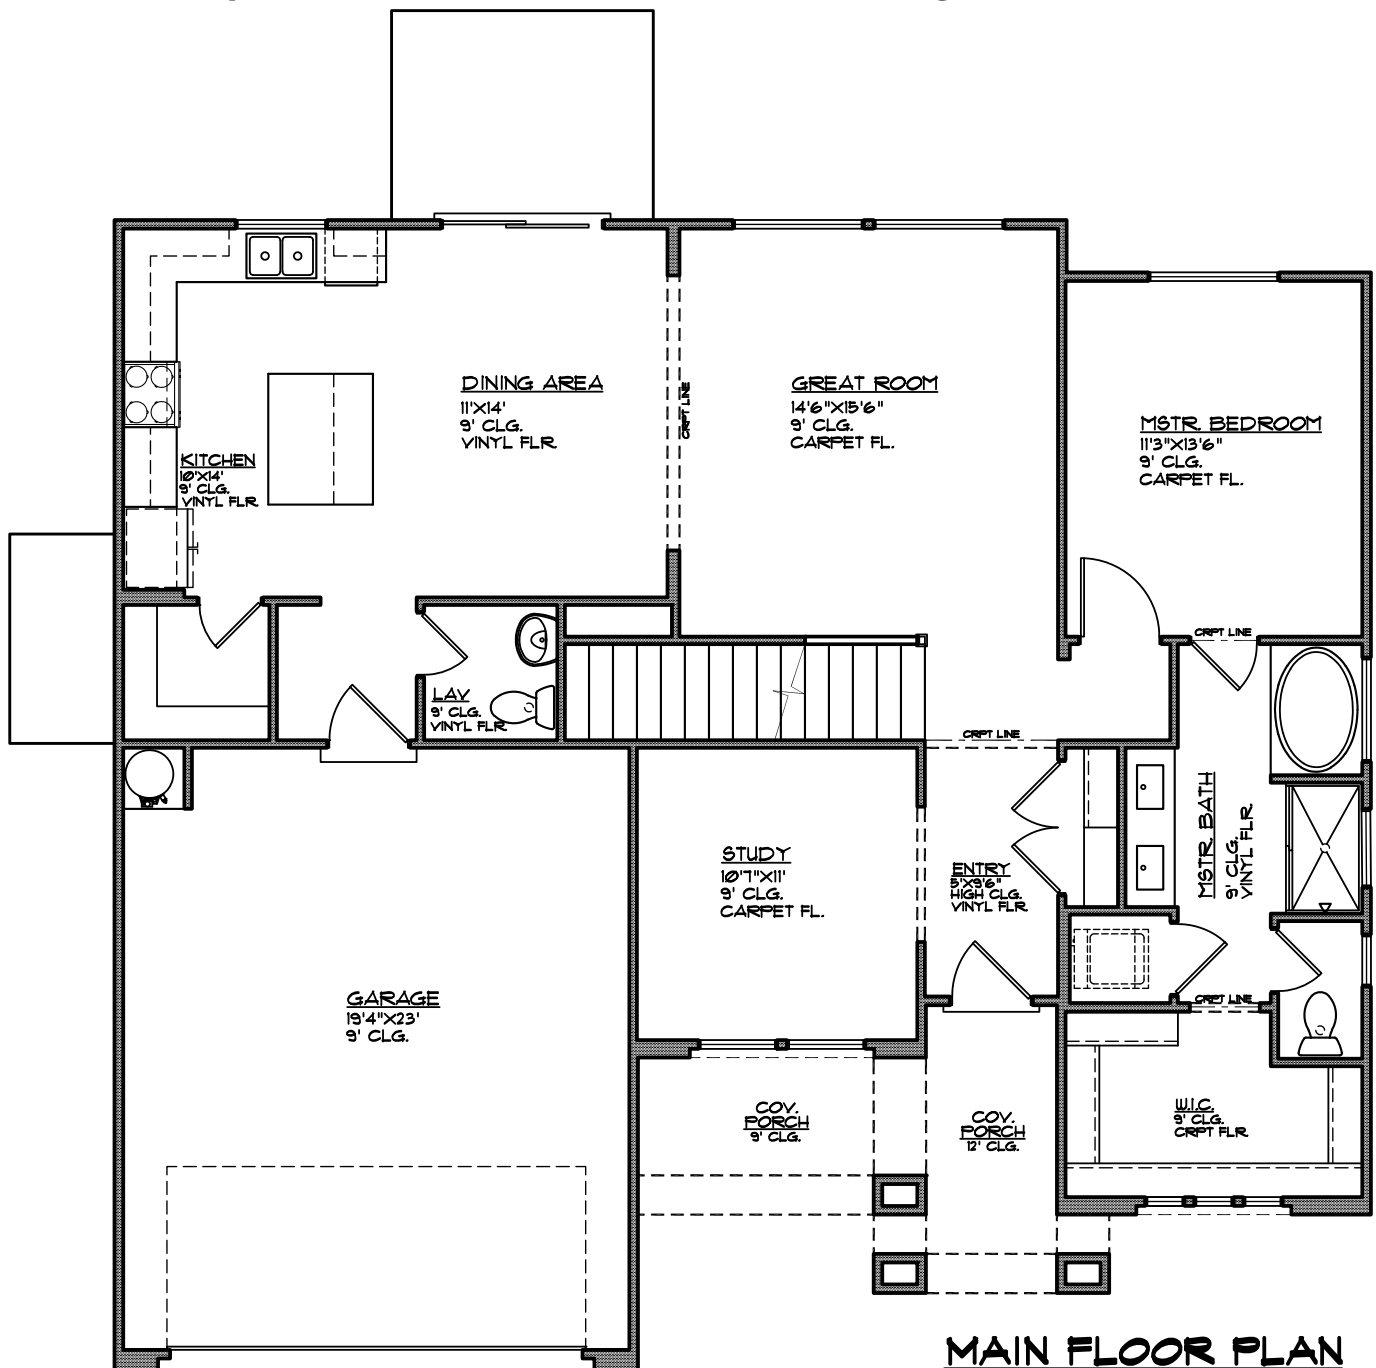 DINING AREA
11'X14'
9' CLG.
VINYL FLR.
CRPT LINE
GREAT ROOM
14'6"X15'6"
9' CLG.
CARPET FL.
MSTR. BEDROOM
11'3"X13'6"
9' CLG.
CARPET FL.
KITCHEN
10'X14'
9' CLG.
VINYL FLR.
CRPT LINE
LAV.
9' CLG.
VINYL FLR.
CRPT LINE
MSTR. BATH
9' CLG.
VINYL FLR.
STUDY
10'7"X11'
9' CLG.
CARPET FL.
ENTRY
5'X9'6"
HIGH CLG.
VINYL FLR.
GARAGE
19'4"X23'
9' CLG.
CRPT LINE
COV.
PORCH
9' CLG.
COV.
PORCH
12' CLG.
W.I.C.
9' CLG.
CRPT FLR.
MAIN FLOOR PLAN